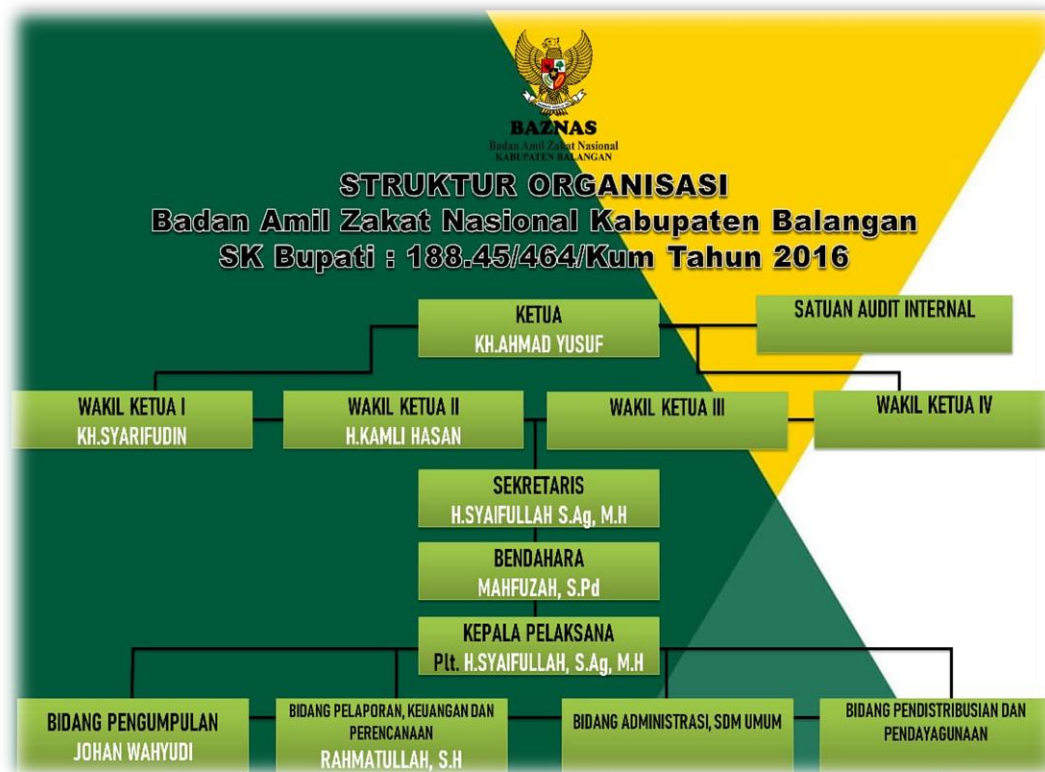 BAZNAS
Badan Amil Zakat Nasional
KABUPATEN BALANGAN
STRUKTUR ORGANISASI
Badan Amil Zakat Nasional Kabupaten Balangan
SK Bupati : 188.45/464/Kum Tahun 2016
KETUA
KH.AHMAD YUSUF
SATUAN AUDIT INTERNAL
WAKIL KETUA I
KH.SYARIFUDIN
WAKIL KETUA II
H.KAMLI HASAN
WAKIL KETUA III
WAKIL KETUA IV
SEKRETARIS
H.SYAIFULLAH S.Ag, M.H
BENDAHARA
MAHFUZAH, S.Pd
KEPALA PELAKSANA
Plt. H.SYAIFULLAH, S.Ag, M.H
BIDANG PENGUMPULAN
JOHAN WAHYUDI
BIDANG PELAPORAN, KEUANGAN DAN
PERENCANAAN
RAHMATULLAH, S.H
BIDANG ADMINISTRASI, SDM UMUM
BIDANG PENDISTRIBUSIAN DAN
PENDAYAGUNAAN